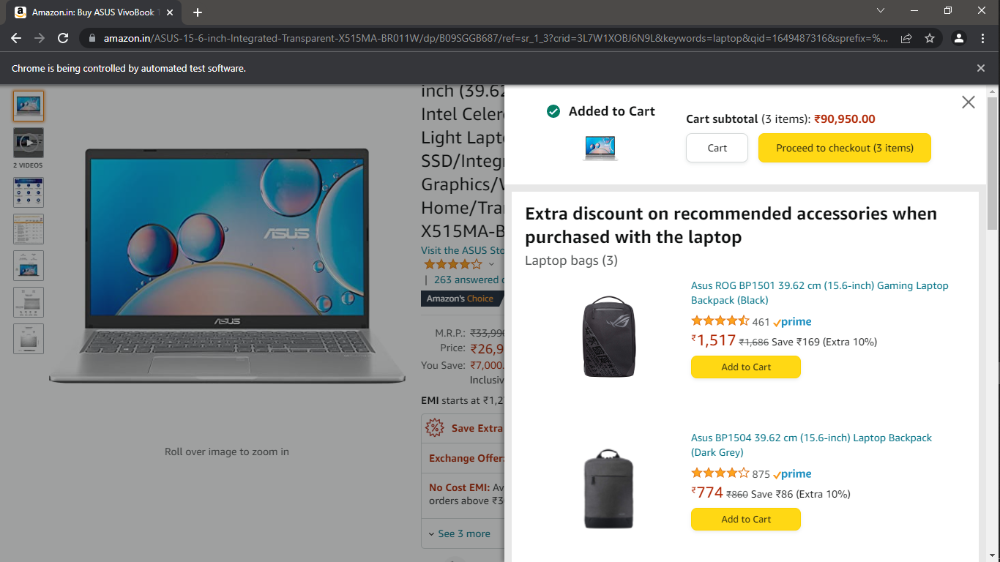 Amazon.in: Buy ASUS VivoBook 1
amazon.in/ASUS-15-6-inch-Integrated-Transparent-X515MA-BR011W/dp/B09SGGB687/ref=sr_1_3?crid=3L7W1XOBJ6N9L&keywords=laptop&qid=1649487316&sprefix=%...
Chrome is being controlled by automated test software.
2 VIDEOS
ASUS
ASUS
Roll over image to zoom in
inch (39.62
Intel Celer
Light Lapt
SSD/Integ
Graphics/
Home/Tra
X515MA-B
Visit the ASUS Sto
| 263 answered
Amazon's Choice
M.R.P.: ₹33,990
Price: ₹26,9
You Save: ₹7,000.
Inclusiv
EMI starts at ₹1,2
Save Extra
Exchange Offer:
No Cost EMI: Av
orders above ₹3
See 3 more
Added to Cart
Cart subtotal (3 items): ₹90,950.00
Cart
Proceed to checkout (3 items)
Extra discount on recommended accessories when
purchased with the laptop
Laptop bags (3)
Asus ROG BP1501 39.62 cm (15.6-inch) Gaming Laptop
Backpack (Black)
461 prime
₹1,517 ₹1,686 Save ₹169 (Extra 10%)
Add to Cart
Asus BP1504 39.62 cm (15.6-inch) Laptop Backpack
(Dark Grey)
875 prime
₹774 ₹860 Save ₹86 (Extra 10%)
Add to Cart